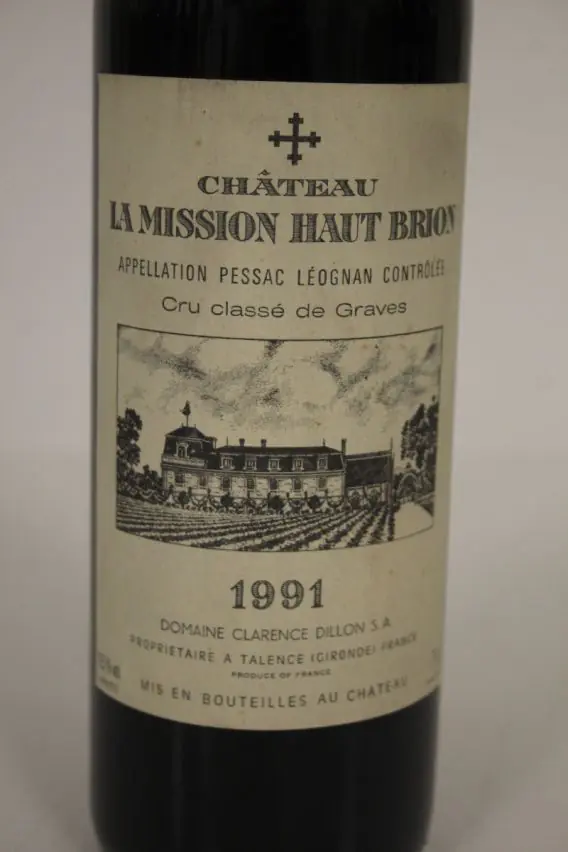 CHÂTEAU
LA MISSION HAUT BRION
APPELLATION PESSAC LÉOGNAN CONTRÔLÉE
Cru classé de Graves
1991
DOMAINE CLARENCE DILLON S.A
PROPRIÉTAIRE A TALENCE (GIRONDE) FRANCE
PRODUCE OF FRANCE
MIS EN BOUTEILLES AU CHATEAU